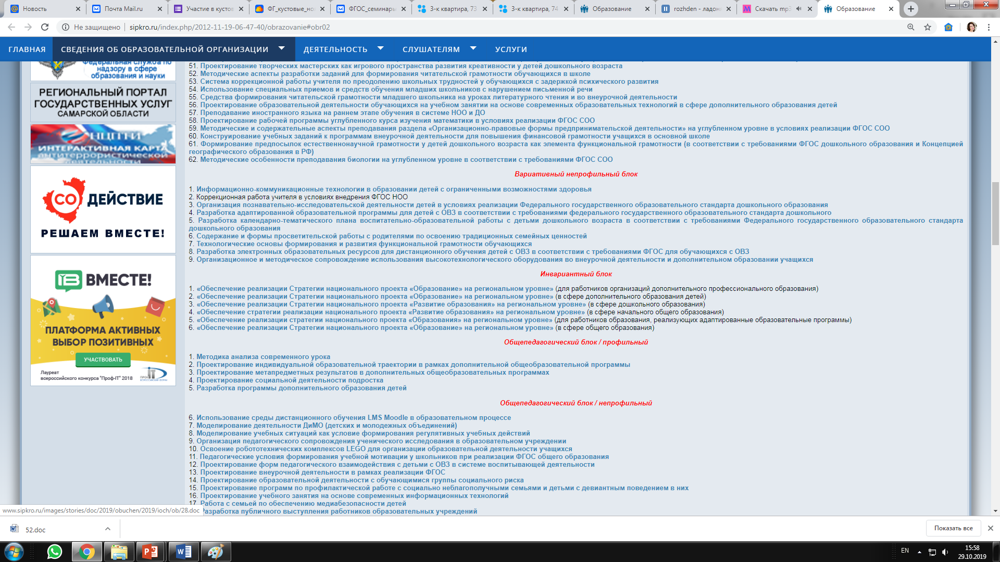 Новость
Почта Mail.ru
Участие в кустов
ФГ_кустовые_но
ФГОС_семинары
3-к квартира, 73
3-к квартира, 74
Образование
rozhden - ладоня
Скачать mp3
Образование
Не защищено
sipkro.ru/index.php/2012-11-19-06-47-40/obrazovanie#obr02
ГЛАВНАЯ СВЕДЕНИЯ ОБ ОБРАЗОВАТЕЛЬНОЙ ОРГАНИЗАЦИИ ДЕЯТЕЛЬНОСТЬ СЛУШАТЕЛЯМ УСЛУГИ
Федеральная служба по
надзору в сфере
образования и науки
РЕГИОНАЛЬНЫЙ ПОРТАЛ
ГОСУДАРСТВЕННЫХ УСЛУГ
САМАРСКОЙ ОБЛАСТИ
НЦПТИ
ИНТЕРАКТИВНАЯ КАРТА
антитеррористической
деятельности
СО ДЕЙСТВИЕ
РЕШАЕМ ВМЕСТЕ!
ВМЕСТЕ!
ПЛАТФОРМА АКТИВНЫХ
ВЫБОР ПОЗИТИВНЫХ
УЧАСТВОВАТЬ
Лауреат
всероссийского конкурса "Проф-IT" 2018
51. Проектирование творческих мастерских как игрового пространства развития креативности у детей дошкольного возраста
52. Методические аспекты разработки заданий для формирования читательской грамотности обучающихся в школе
53. Система коррекционной работы учителя по преодолению школьных трудностей у обучающихся с задержкой психического развития
54. Использование специальных приемов и средств обучения младших школьников с нарушением письменной речи
55. Средства формирования читательской грамотности младшего школьника на уроках литературного чтения и во внеурочной деятельности
56. Проектирование образовательной деятельности обучающихся на учебном занятии на основе современных образовательных технологий в сфере дополнительного образования детей
57. Преподавание иностранного языка на раннем этапе обучения в системе НОО и ДО
58. Проектирование рабочей программы углубленного курса изучения математики в условиях реализации ФГОС СОО
59. Методические и содержательные аспекты преподавания раздела «Организационно-правовые формы предпринимательской деятельности» на углубленном уровне в условиях реализации ФГОС СОО
60. Конструирование учебных заданий к программам внеурочной деятельности для повышения финансовой грамотности учащихся в основной школе
61. Формирование предпосылок естественнонаучной грамотности у детей дошкольного возраста как элемента функциональной грамотности (в соответствии с требованиями ФГОС дошкольного образования и Концепцией
географического образования в РФ)
62. Методические особенности преподавания биологии на углубленном уровне в соответствии с требованиями ФГОС СОО
Вариативный непрофильный блок
1. Информационно-коммуникационные технологии в образовании детей с ограниченными возможностями здоровья
2. Коррекционная работа учителя в условиях внедрения ФГОС НОО
3. Организация познавательно-исследовательской деятельности детей в условиях реализации Федерального государственного образовательного стандарта дошкольного образования
4. Разработка адаптированной образовательной программы для детей с ОВЗ в соответствии с требованиями федерального государственного образовательного стандарта дошкольного
5. Разработка календарно-тематического плана воспитательно-образовательной работы с детьми дошкольного возраста в соответствии с требованиями Федерального государственного образовательного стандарта
дошкольного образования
6. Содержание и формы просветительской работы с родителями по освоению традиционных семейных ценностей
7. Технологические основы формирования и развития функциональной грамотности обучающихся
8. Разработка электронных образовательных ресурсов для дистанционного обучения детей с ОВЗ в соответствии с требованиями ФГОС для обучающихся с ОВЗ
9. Организационное и методическое сопровождение использования высокотехнологического оборудования во внеурочной деятельности и дополнительном образовании учащихся
Инвариантный блок
1. «Обеспечение реализации Стратегии национального проекта «Образование» на региональном уровне» (для работников организаций дополнительного профессионального образования)
2. «Обеспечение реализации Стратегии национального проекта «Образование» на региональном уровне» (в сфере дополнительного образования детей)
3. «Обеспечение реализации Стратегии национального проекта «Развитие образования» на региональном уровне» (в сфере дошкольного образования)
4. «Обеспечение стратегии реализации национального проекта «Развитие образования» на региональном уровне» (в сфере начального общего образования)
5. «Обеспечение реализации стратегии национального проекта «Образования» на региональном уровне» (для работников образования, реализующих адаптированные образовательные программы)
6. «Обеспечение реализации Стратегии национального проекта «Образование» на региональном уровне» (в сфере общего образования)
Общепедагогический блок / профильный
1. Методика анализа современного урока
2. Проектирование индивидуальной образовательной траектории в рамках дополнительной общеобразовательной программы
3. Проектирование метапредметных результатов в дополнительных общеобразовательных программах
4. Проектирование социальной деятельности подростка
5. Разработка программы дополнительного образования детей
Общепедагогический блок / непрофильный
6. Использование среды дистанционного обучения LMS Moodle в образовательном процессе
7. Моделирование деятельности ДиМО (детских и молодежных объединений)
8. Моделирование учебных ситуаций как условие формирования регулятивных учебных действий
9. Организация педагогического сопровождения ученического исследования в образовательном учреждении
10. Освоение робототехнических комплексов LEGO для организации образовательной деятельности учащихся
11. Педагогические условия формирования учебной мотивации у школьников при реализации ФГОС общего образования
12. Проектирование форм педагогического взаимодействия с детьми с ОВЗ в системе воспитывающей деятельности
13. Проектирование внеурочной деятельности в рамках реализации ФГОС
14. Проектирование образовательной деятельности с обучающимися группы социального риска
15. Проектирование программ по профилактической работе с социально неблагополучными семьями и детьми с девиантным поведением в них
16. Проектирование учебного занятия на основе современных информационных технологий
17. Работа с семьей по обеспечению медиабезопасности детей
Разработка публичного выступления работников образовательных учреждений
www.sipkro.ru/images/stories/doc/2019/obuchen/2019/ioch/ob/28.doc
52.doc
Показать все
EN
15:58
29.10.2019